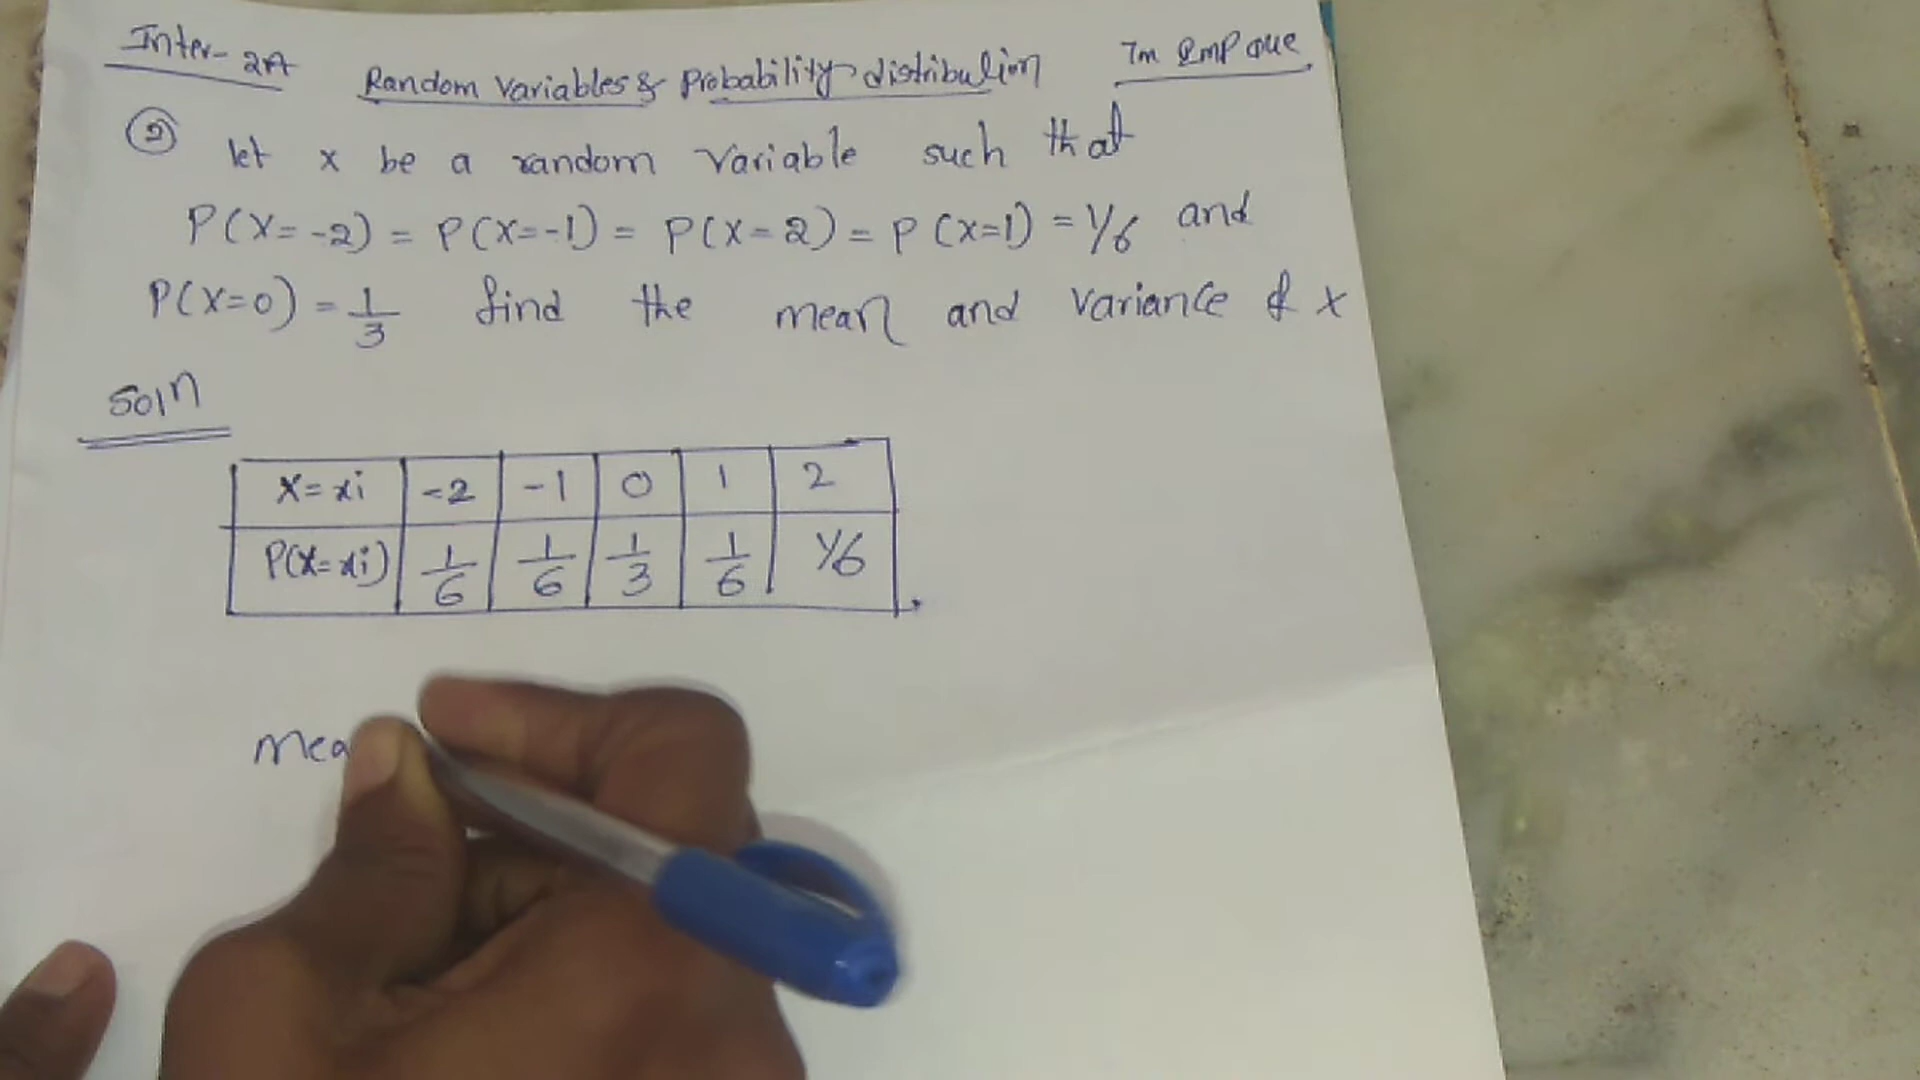 Inter-2A Random Variables & Probability distribution 7m Imp Que
② let x be a random variable such that
P(X=-2) = P(X=-1) = P(X=2) = P(X=1) = 1/6 and
P(X=0) = 1/3 find the mean and variance of x
Soln
X=xi -2 -1 0 1 2
P(X=xi) 1/6 1/6 1/3 1/6 1/6
mea